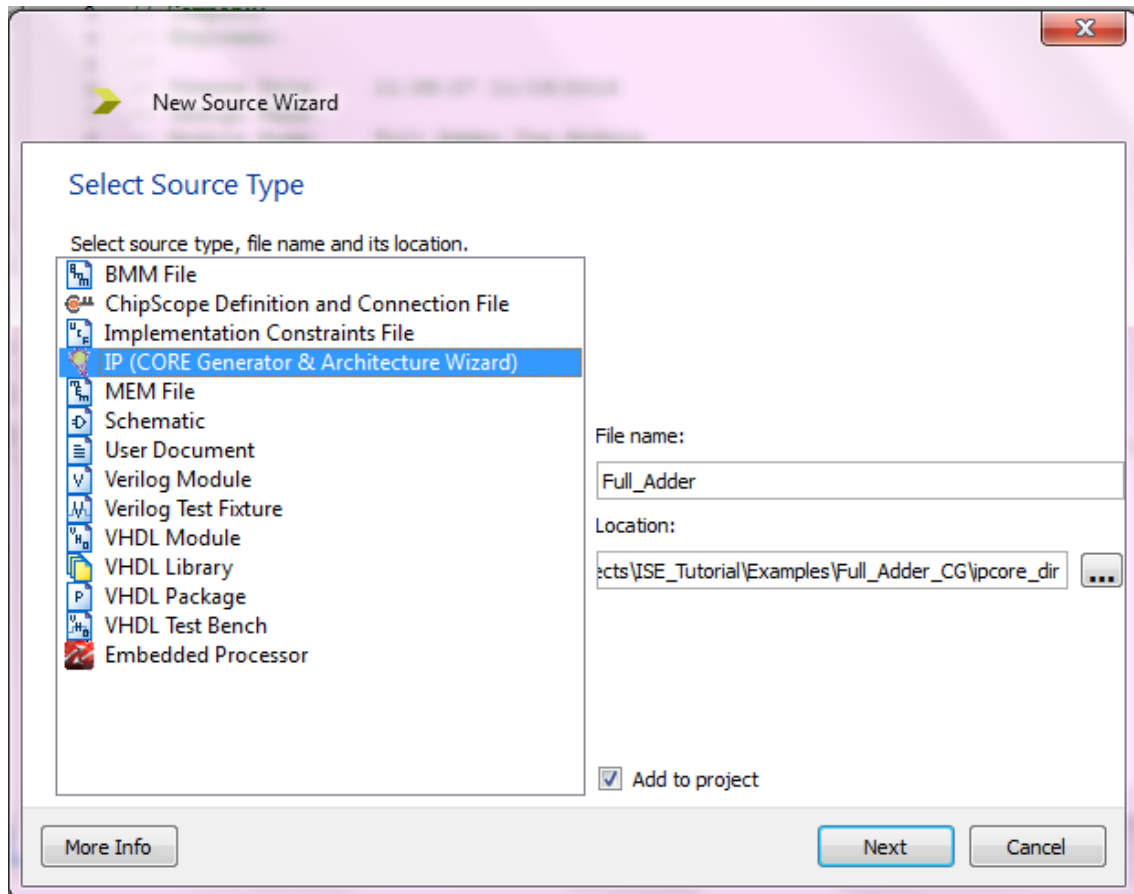 New Source Wizard
Select Source Type
Select source type, file name and its location.
BMM File
ChipScope Definition and Connection File
Implementation Constraints File
IP (CORE Generator & Architecture Wizard)
MEM File
Schematic
User Document
Verilog Module
Verilog Test Fixture
VHDL Module
VHDL Library
VHDL Package
VHDL Test Bench
Embedded Processor
File name:
Full_Adder
Location:
ects\ISE_Tutorial\Examples\Full_Adder_CG\ipcore_dir
...
Add to project
More Info
Next
Cancel